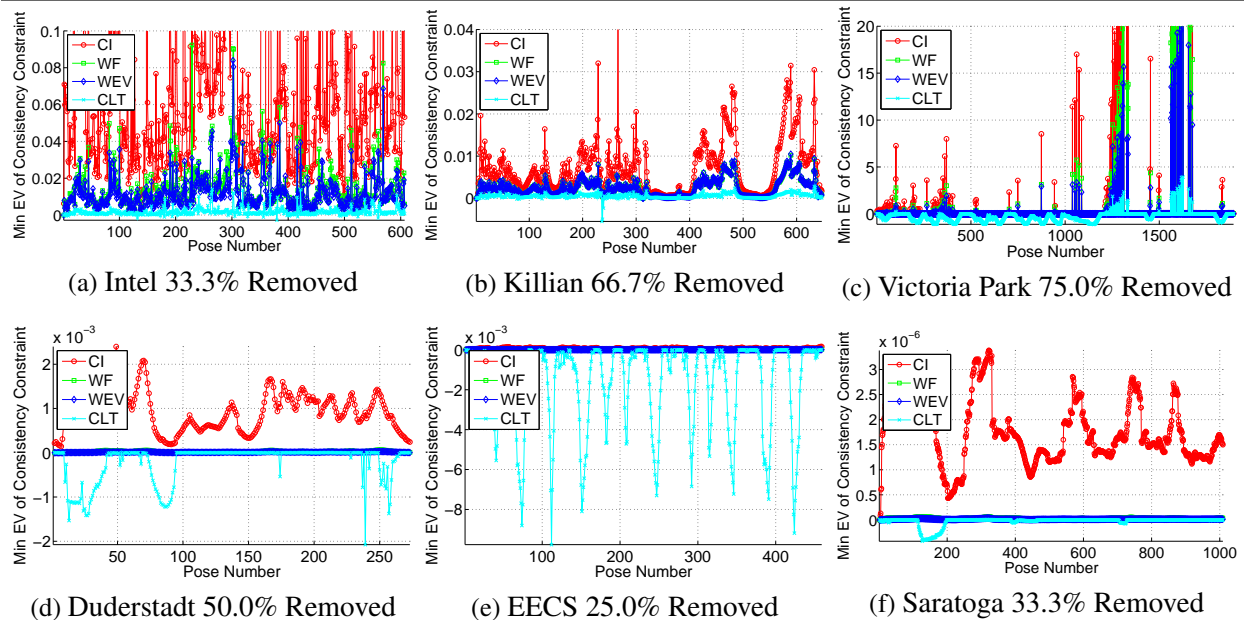 Min EV of Consistency Constraint
0.1
0.08
0.06
0.04
0.02
0
CI
WF
WEV
CLT
100 200 300 400 500 600
Pose Number
(a) Intel 33.3% Removed
Min EV of Consistency Constraint
0.04
0.03
0.02
0.01
0
CI
WF
WEV
CLT
100 200 300 400 500 600
Pose Number
(b) Killian 66.7% Removed
Min EV of Consistency Constraint
20
15
10
5
0
CI
WF
WEV
CLT
500 1000 1500
Pose Number
(c) Victoria Park 75.0% Removed
Min EV of Consistency Constraint
x 10⁻³
2
1
0
−1
−2
CI
WF
WEV
CLT
50 100 150 200 250
Pose Number
(d) Duderstadt 50.0% Removed
Min EV of Consistency Constraint
x 10⁻³
0
−2
−4
−6
−8
CI
WF
WEV
CLT
100 200 300 400
Pose Number
(e) EECS 25.0% Removed
Min EV of Consistency Constraint
x 10⁻⁶
3
2.5
2
1.5
1
0.5
0
CI
WF
WEV
CLT
200 400 600 800 1000
Pose Number
(f) Saratoga 33.3% Removed